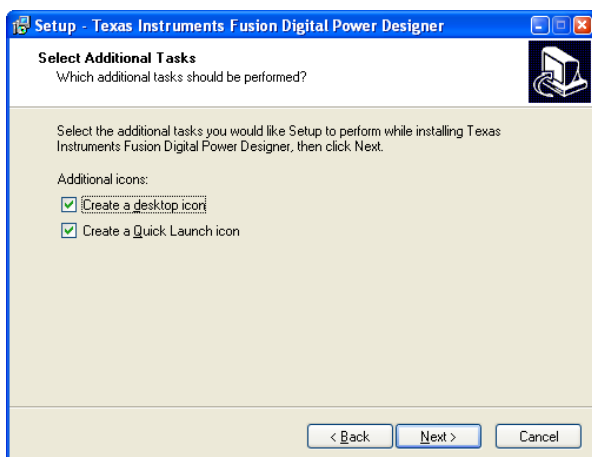 Setup - Texas Instruments Fusion Digital Power Designer
Select Additional Tasks
Which additional tasks should be performed?
Select the additional tasks you would like Setup to perform while installing Texas
Instruments Fusion Digital Power Designer, then click Next.
Additional icons:
Create a desktop icon
Create a Quick Launch icon
< Back
Next >
Cancel